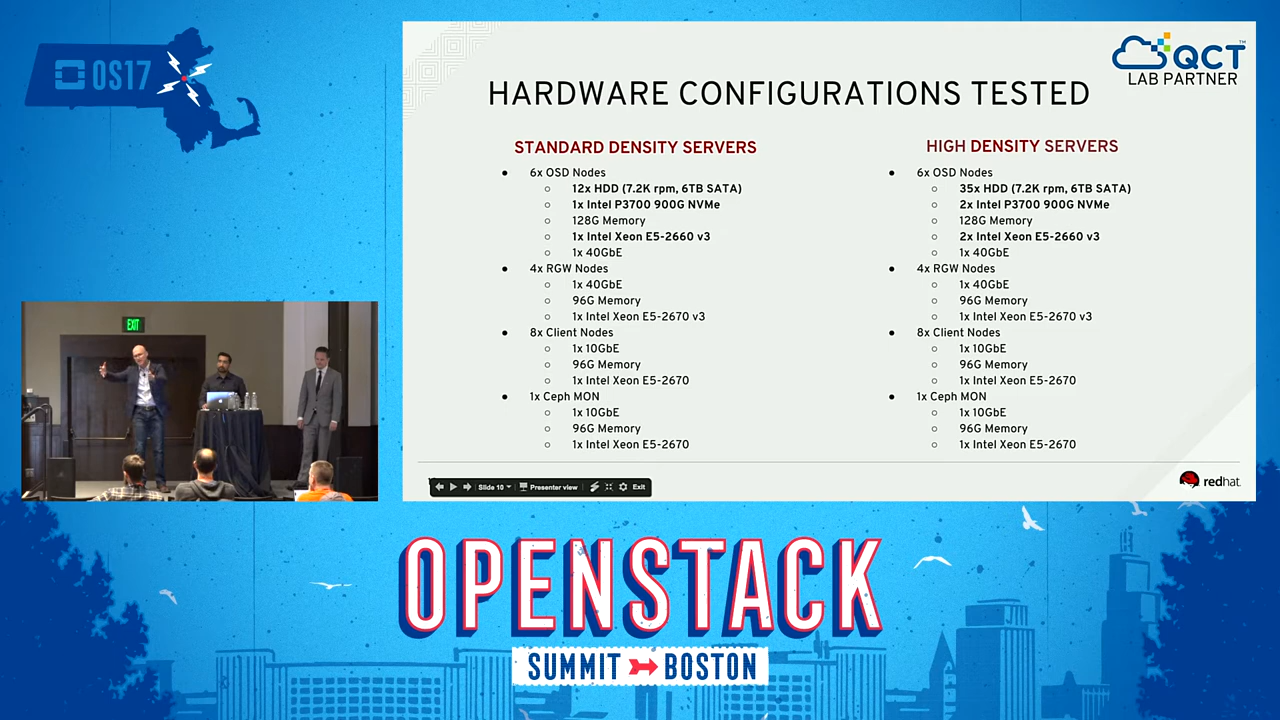 OS17
QCT
LAB PARTNER
HARDWARE CONFIGURATIONS TESTED
STANDARD DENSITY SERVERS
• 6x OSD Nodes
○ 12x HDD (7.2K rpm, 6TB SATA)
○ 1x Intel P3700 900G NVMe
○ 128G Memory
○ 1x Intel Xeon E5-2660 v3
○ 1x 40GbE
• 4x RGW Nodes
○ 1x 40GbE
○ 96G Memory
○ 1x Intel Xeon E5-2670 v3
• 8x Client Nodes
○ 1x 10GbE
○ 96G Memory
○ 1x Intel Xeon E5-2670
• 1x Ceph MON
○ 1x 10GbE
○ 96G Memory
○ 1x Intel Xeon E5-2670
HIGH DENSITY SERVERS
• 6x OSD Nodes
○ 35x HDD (7.2K rpm, 6TB SATA)
○ 2x Intel P3700 900G NVMe
○ 128G Memory
○ 2x Intel Xeon E5-2660 v3
○ 1x 40GbE
• 4x RGW Nodes
○ 1x 40GbE
○ 96G Memory
○ 1x Intel Xeon E5-2670 v3
• 8x Client Nodes
○ 1x 10GbE
○ 96G Memory
○ 1x Intel Xeon E5-2670
• 1x Ceph MON
○ 1x 10GbE
○ 96G Memory
○ 1x Intel Xeon E5-2670
Slide 10 Presenter view Exit
redhat.
EXIT
OPENSTACK
SUMMIT BOSTON